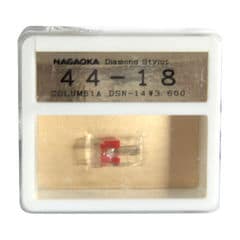 NAGAOKA Diamond Stylus
44-18
COLUMBIA DSN-14 ¥3,600